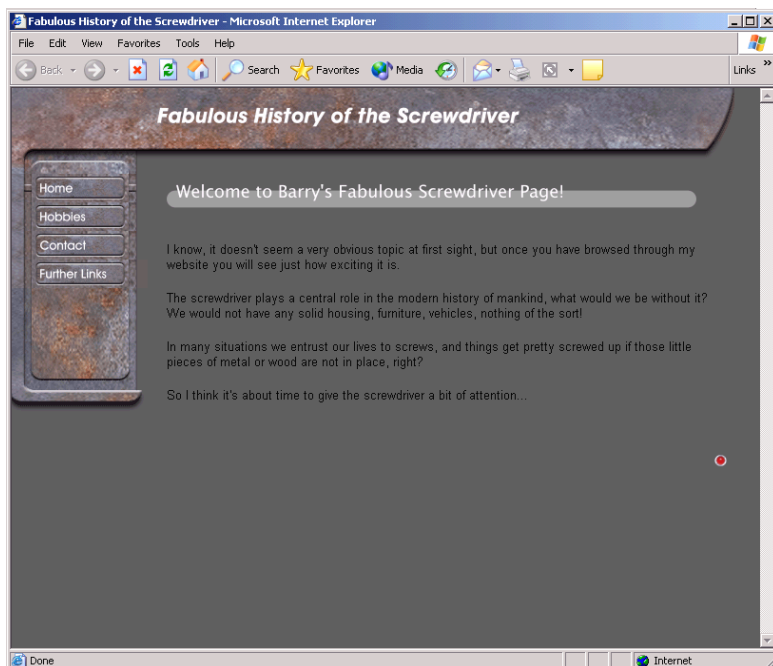 Fabulous History of the Screwdriver - Microsoft Internet Explorer
File Edit View Favorites Tools Help
Back Search Favorites Media Links »
Fabulous History of the Screwdriver
Home
Hobbies
Contact
Further Links
Welcome to Barry's Fabulous Screwdriver Page!
I know, it doesn't seem a very obvious topic at first sight, but once you have browsed through my
website you will see just how exciting it is.
The screwdriver plays a central role in the modern history of mankind, what would we be without it?
We would not have any solid housing, furniture, vehicles, nothing of the sort!
In many situations we entrust our lives to screws, and things get pretty screwed up if those little
pieces of metal or wood are not in place, right?
So I think it's about time to give the screwdriver a bit of attention...
Done Internet